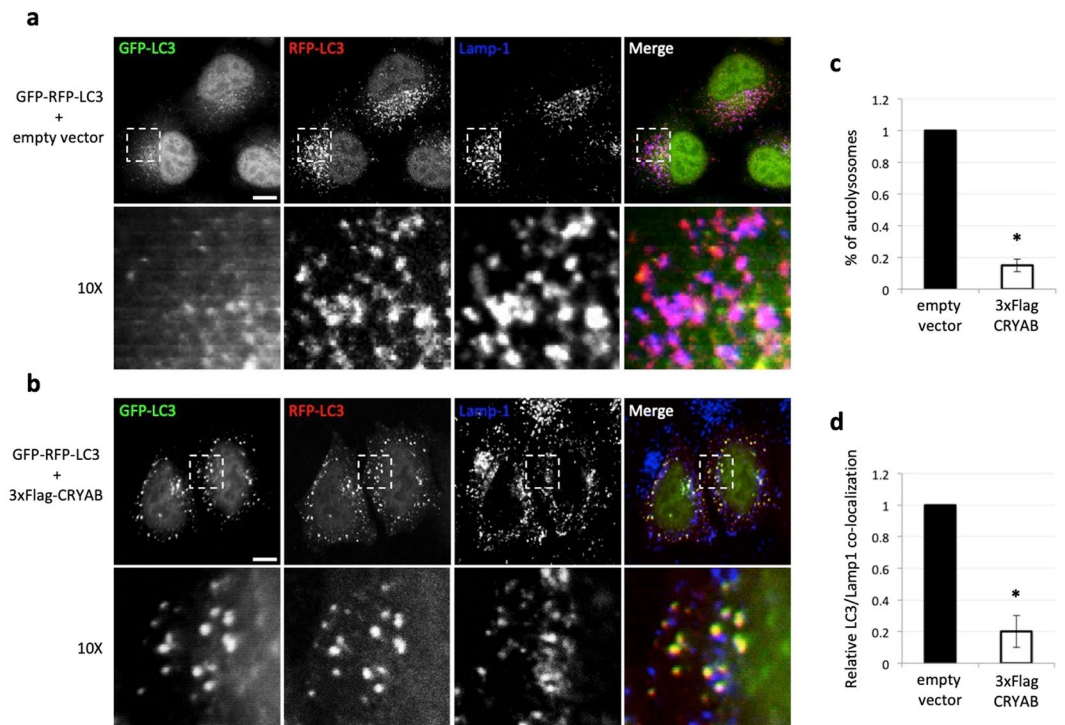 a
GFP-LC3
RFP-LC3
Lamp-1
Merge
GFP-RFP-LC3
+
empty vector
10X
b
GFP-LC3
RFP-LC3
Lamp-1
Merge
GFP-RFP-LC3
+
3xFlag-CRYAB
10X
c
% of autolysosomes
1.2
1
0.8
0.6
0.4
0.2
0
*
empty
vector
3xFlag
CRYAB
d
Relative LC3/Lamp1 co-localization
1.2
1
0.8
0.6
0.4
0.2
0
*
empty
vector
3xFlag
CRYAB